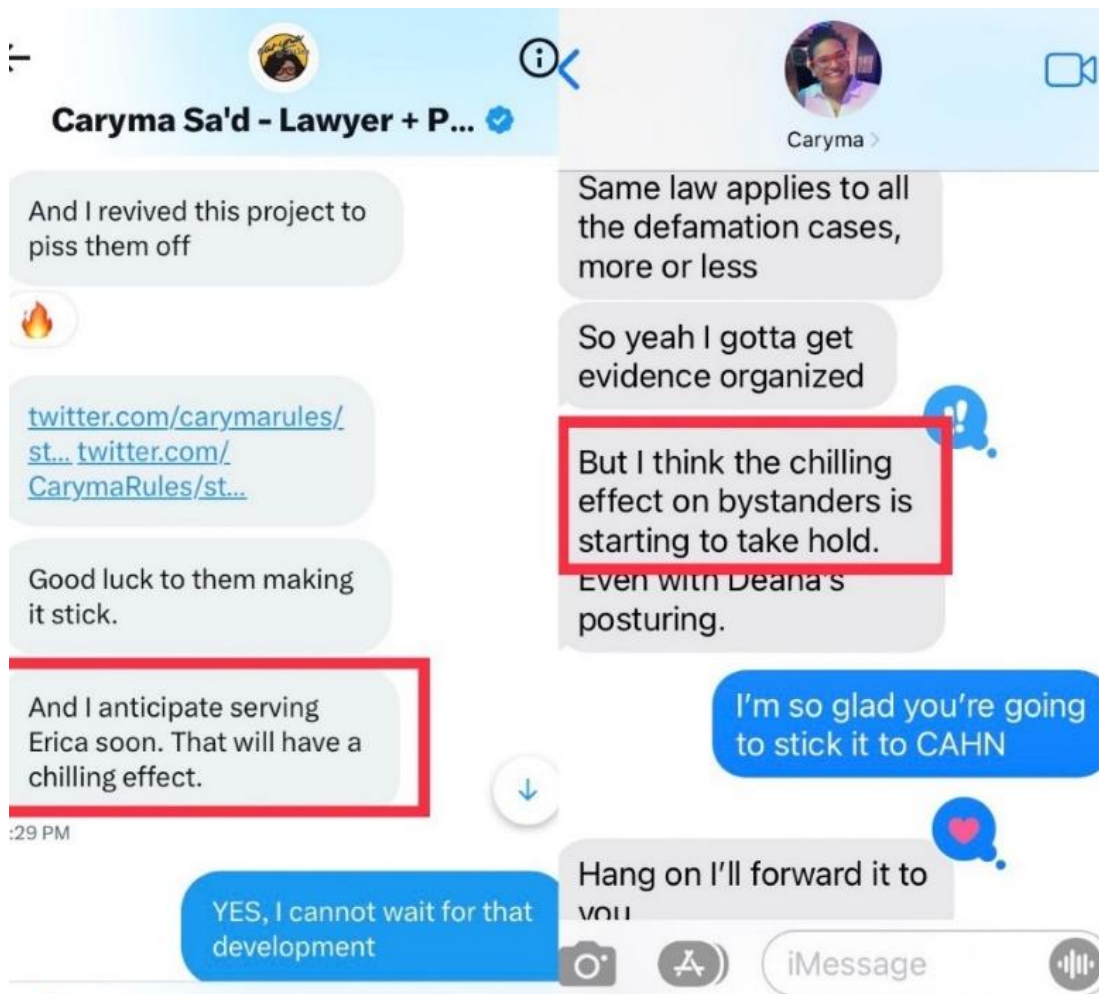 Caryma Sa'd - Lawyer + P...
And I revived this project to
piss them off
twitter.com/carymarules/
st... twitter.com/
CarymaRules/st...
Good luck to them making
it stick.
And I anticipate serving
Erica soon. That will have a
chilling effect.
:29 PM
YES, I cannot wait for that
development
Caryma
Same law applies to all
the defamation cases,
more or less
So yeah I gotta get
evidence organized
But I think the chilling
effect on bystanders is
starting to take hold.
Even with Deana's
posturing.
I'm so glad you're going
to stick it to CAHN
Hang on I'll forward it to
you
iMessage